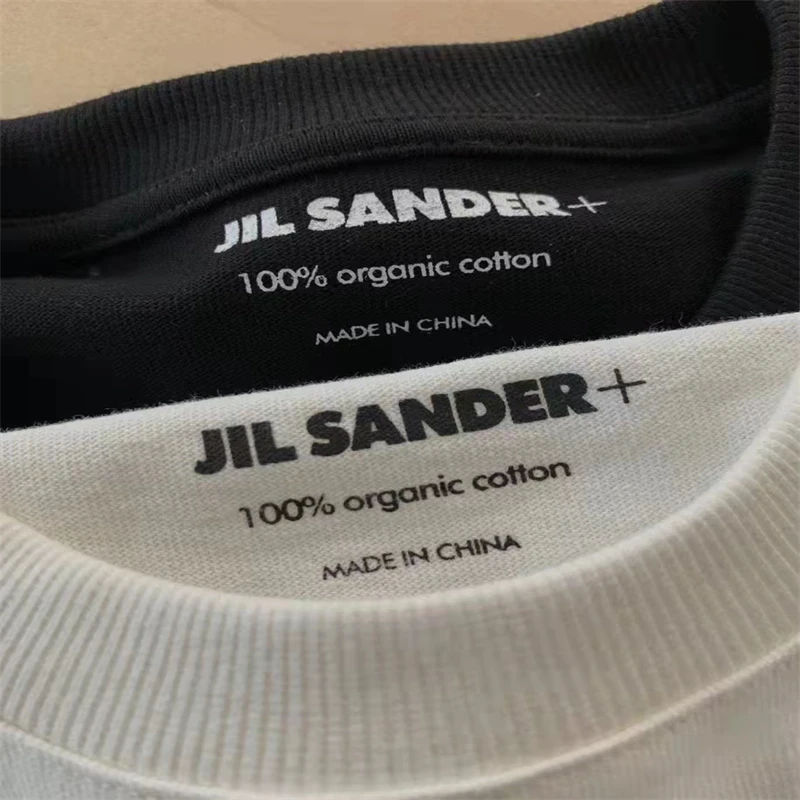 JIL SANDER+
100% organic cotton
MADE IN CHINA
JIL SANDER+
100% organic cotton
MADE IN CHINA